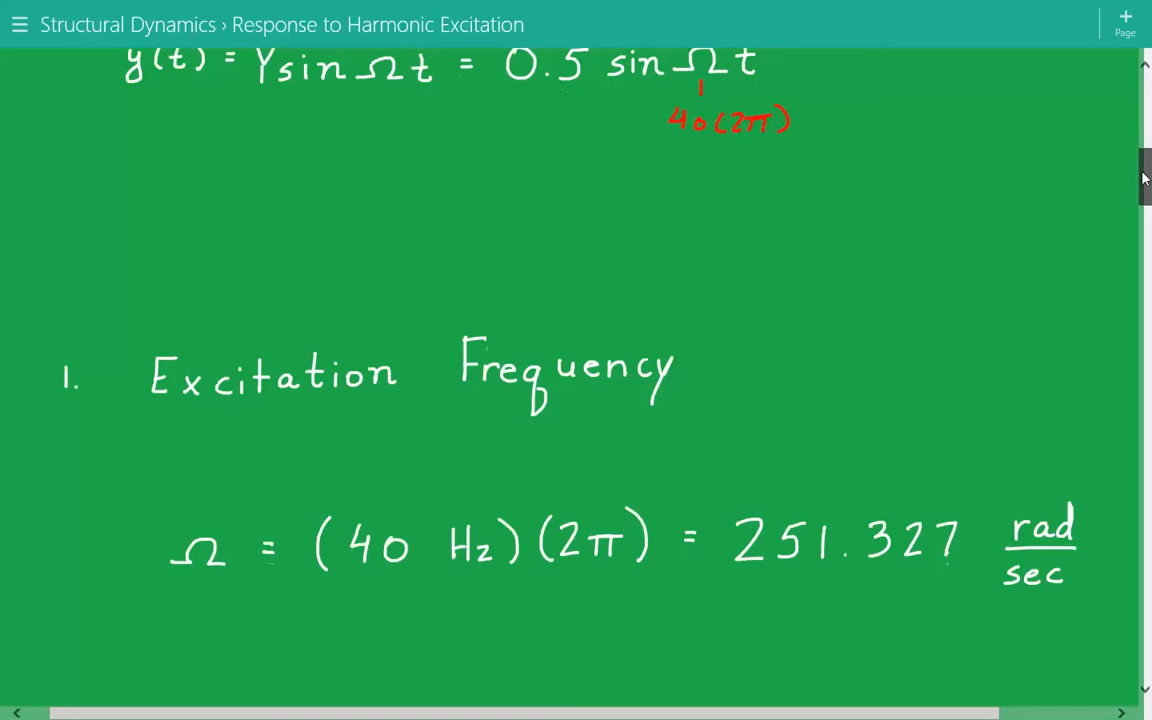 Structural Dynamics › Response to Harmonic Excitation
+
Page
y(t) = Y sin Ωt = 0.5 sin Ωt
40(2π)
1. Excitation Frequency
Ω = (40 Hz)(2π) = 251.327 rad/sec